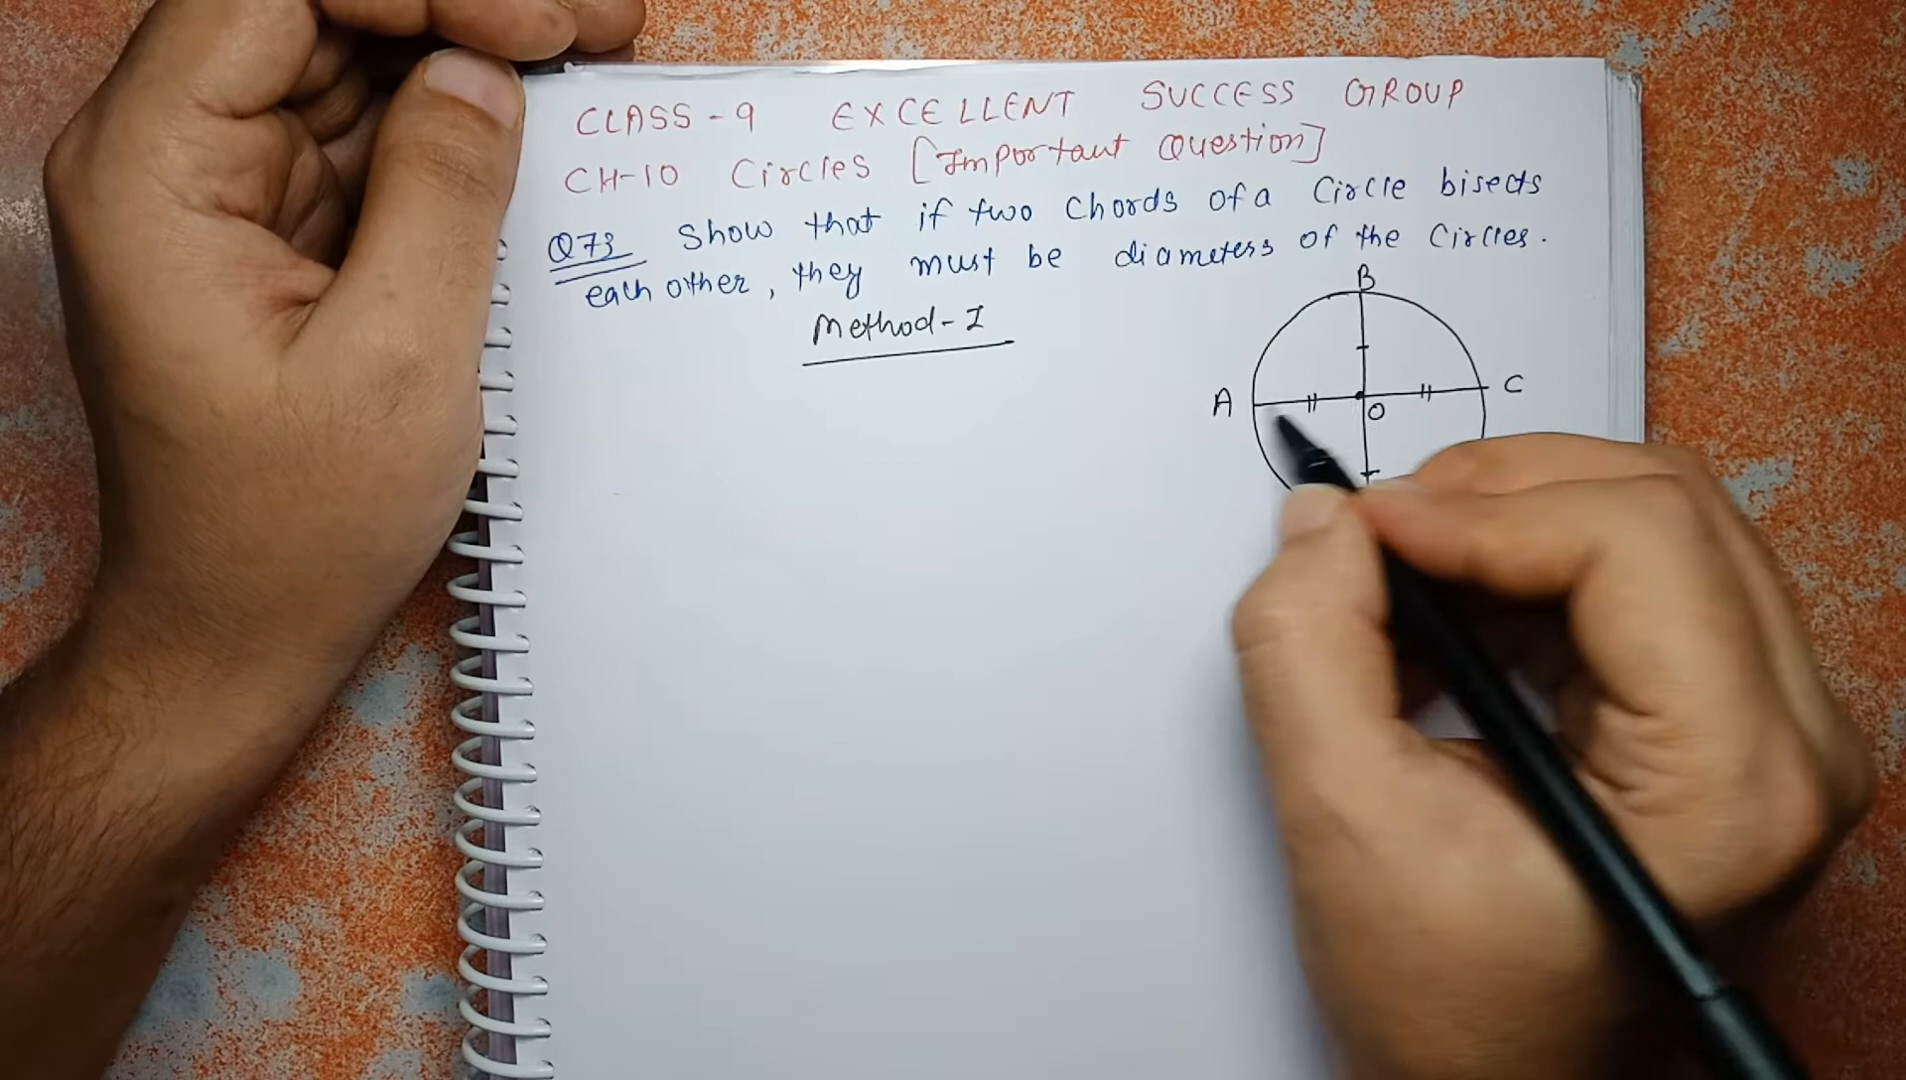 CLASS-9 EXCELLENT SUCCESS GROUP
CH-10 Circles [Important Question]
Q73 Show that if two Chords of a Circle bisects
each other, they must be diameters of the Circles.
Method-I
B
A
C
O